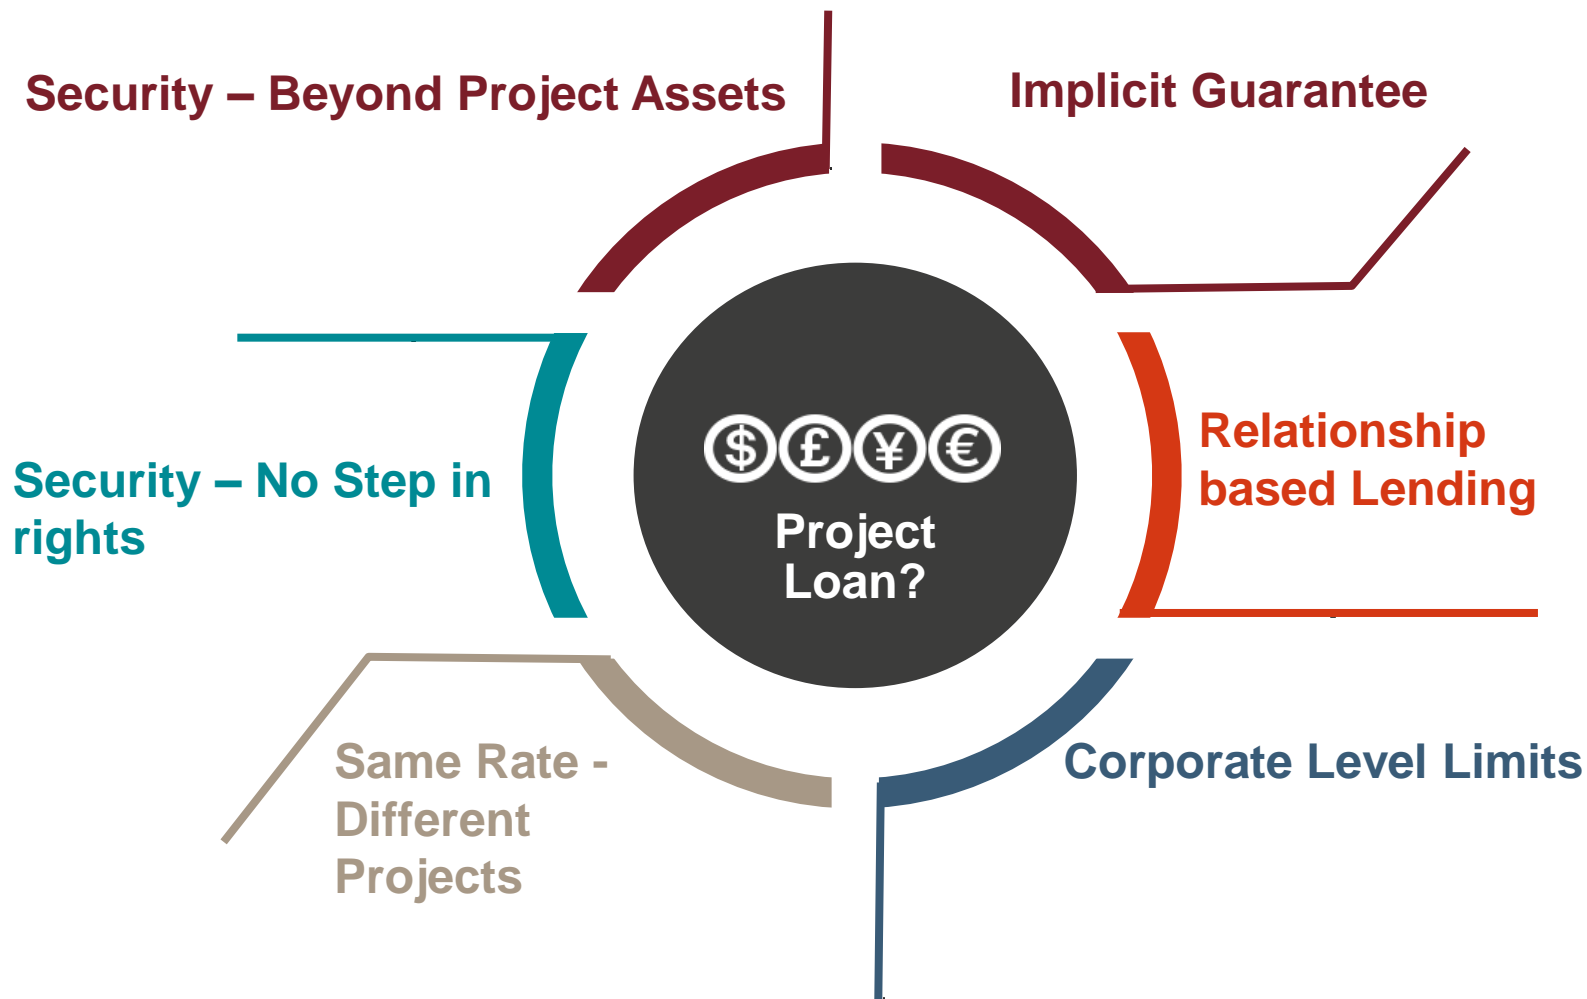 Security – Beyond Project Assets
Implicit Guarantee
$ £ ¥ €
Project
Loan?
Relationship
based Lending
Security – No Step in
rights
Same Rate -
Different
Projects
Corporate Level Limits